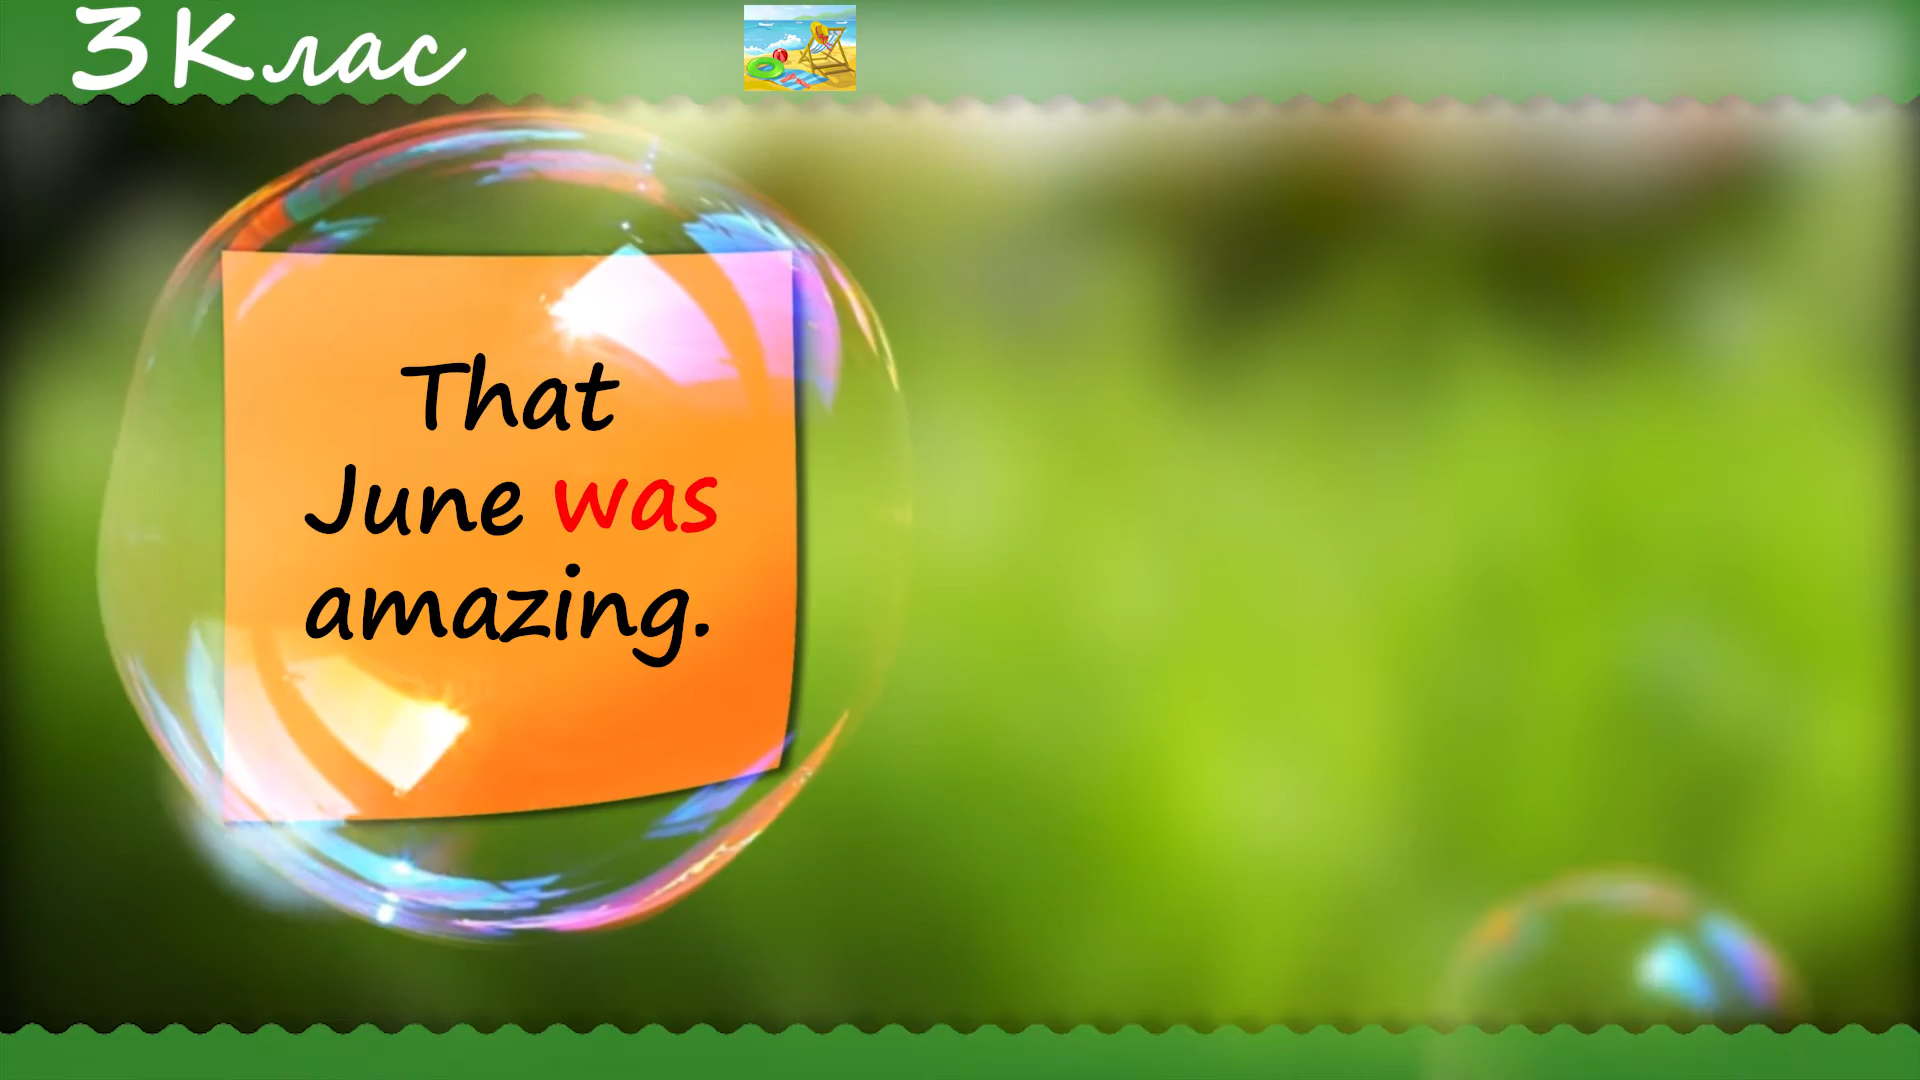 3 Клас
That
June was
amazing.